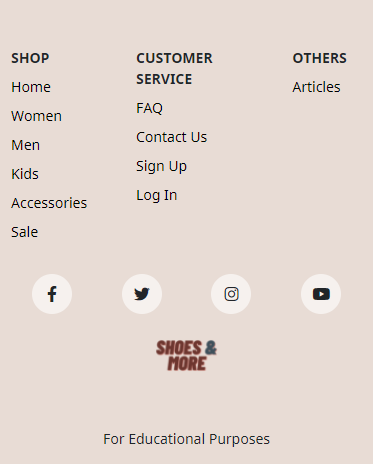 SHOP
Home
Women
Men
Kids
Accessories
Sale
CUSTOMER
SERVICE
FAQ
Contact Us
Sign Up
Log In
OTHERS
Articles
SHOES &
MORE
For Educational Purposes